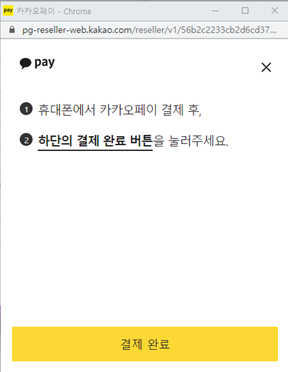 pay 카카오페이 - Chrome
pg-reseller-web.kakao.com/reseller/v1/56b2c2233cb2d6cd37...
pay
1 휴대폰에서 카카오페이 결제 후,
2 하단의 결제 완료 버튼을 눌러주세요.
결제 완료